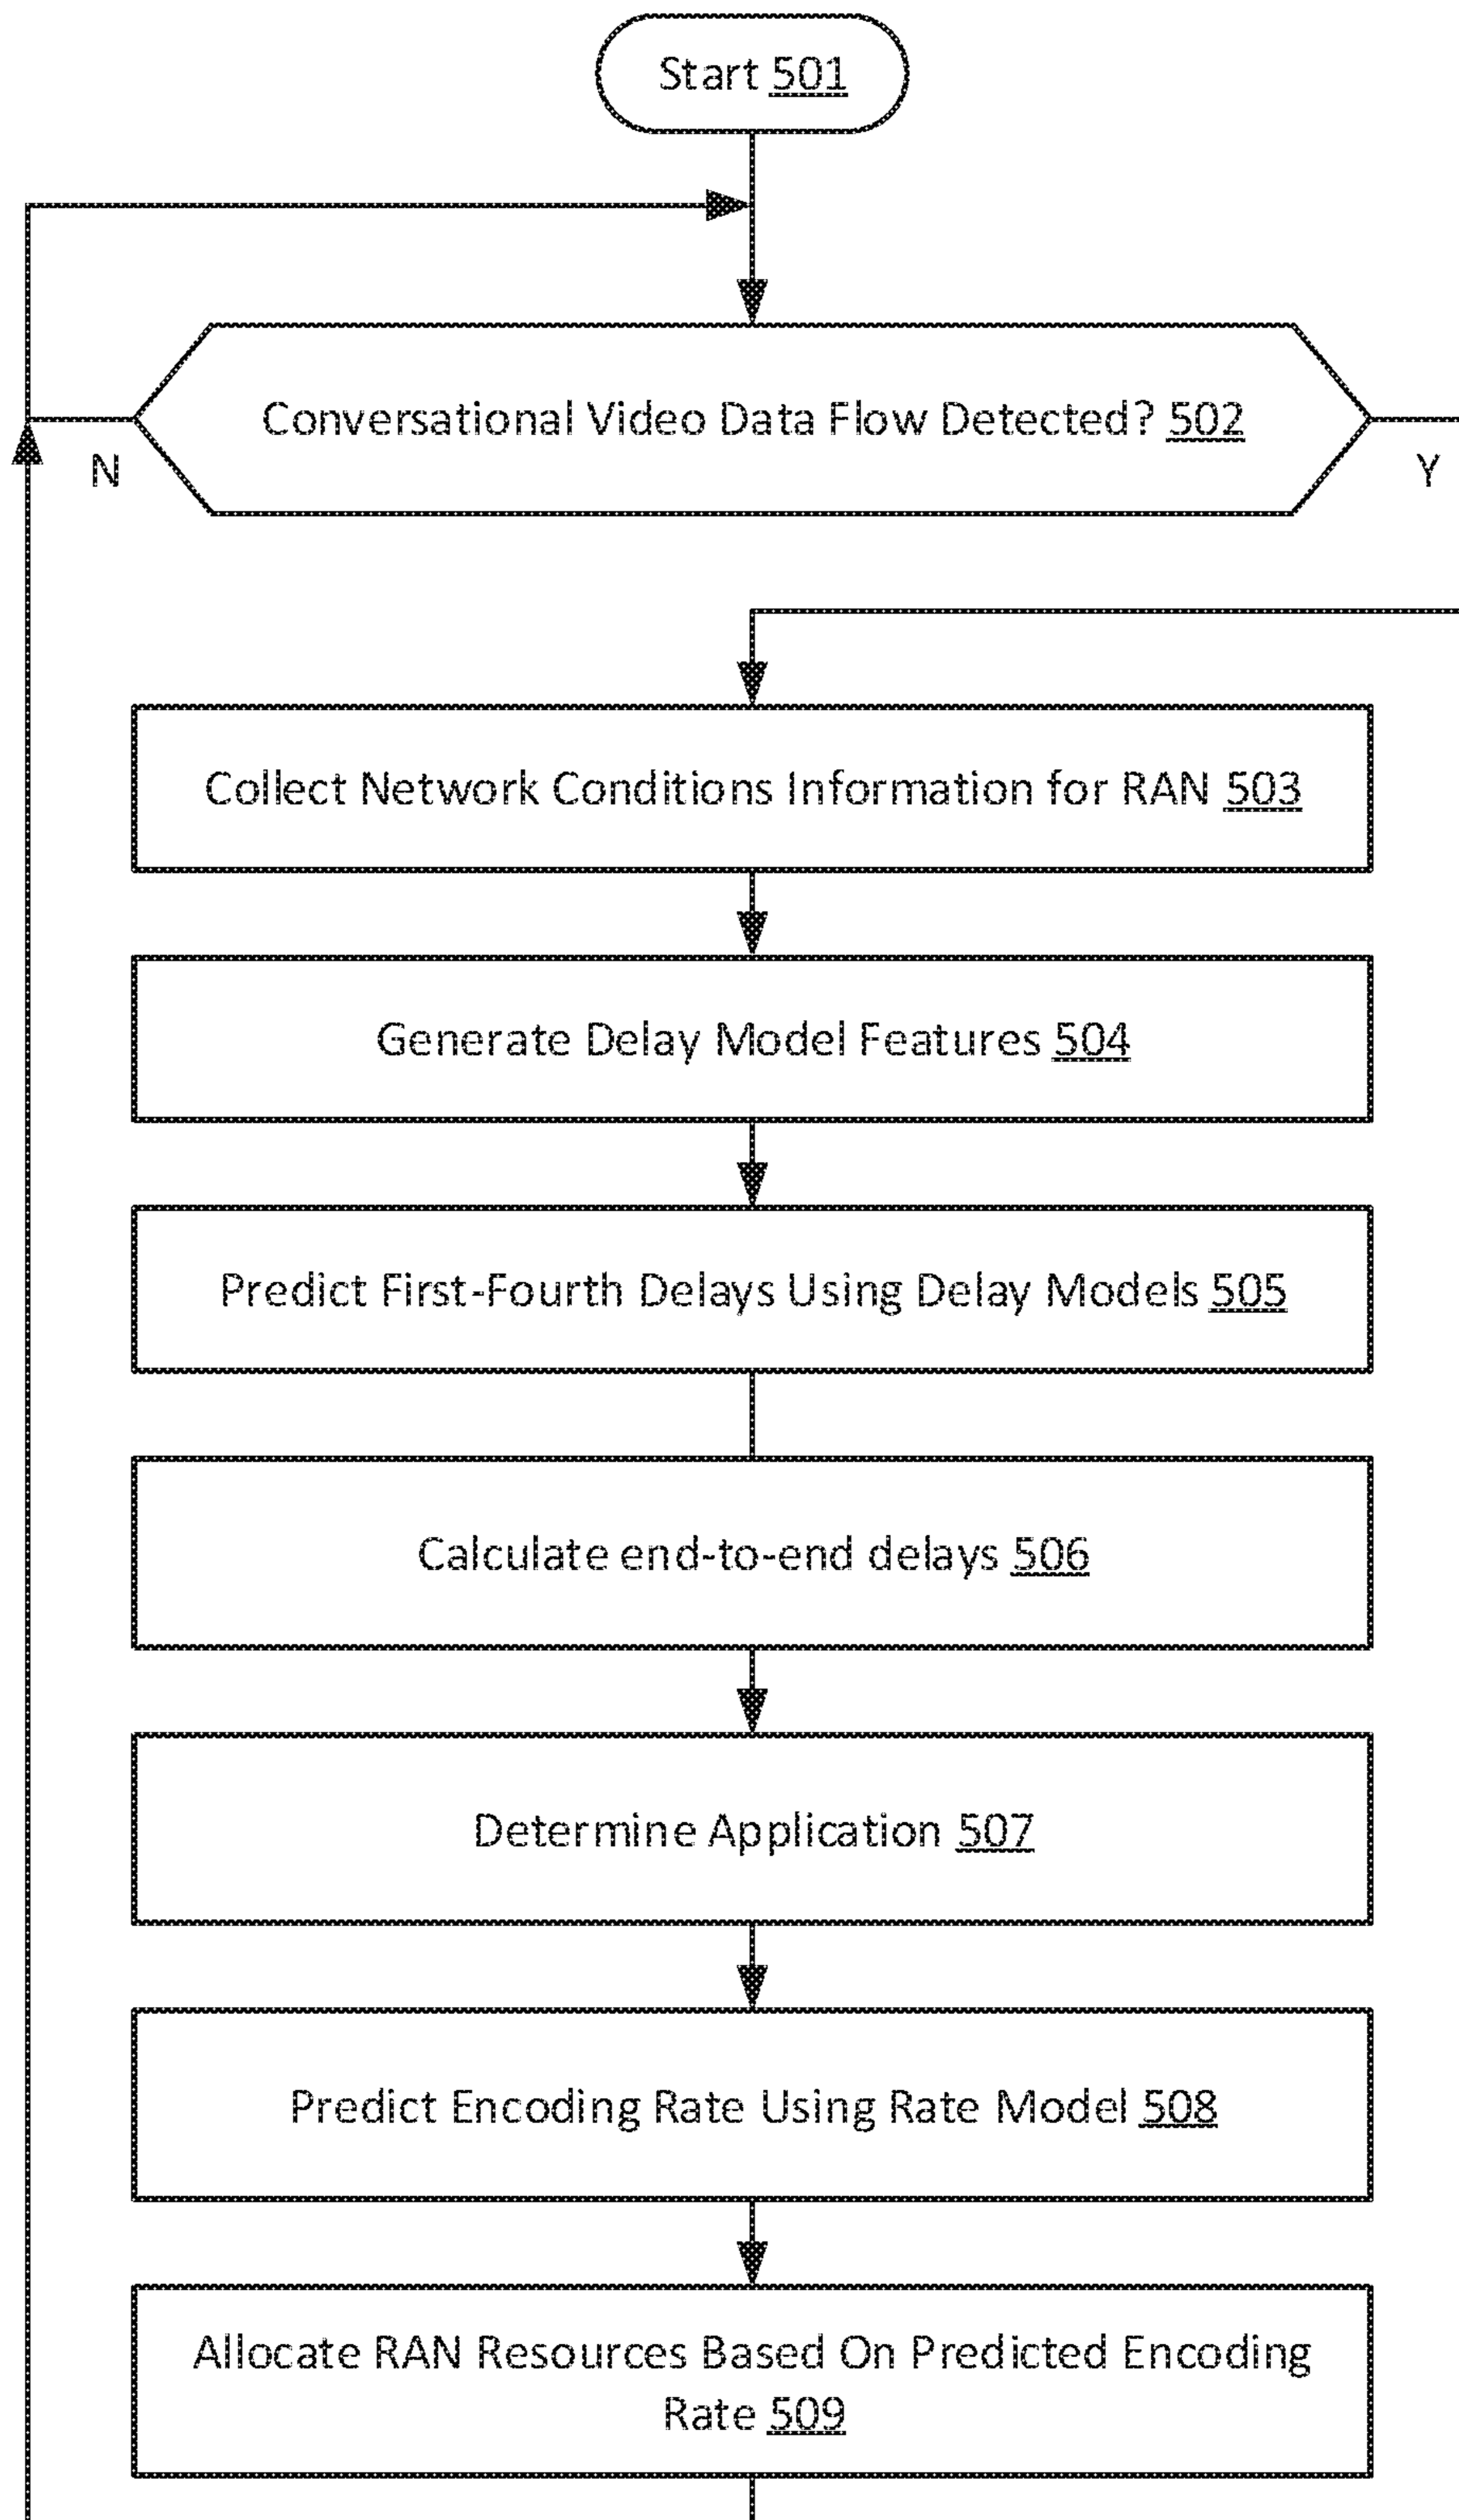 Start 501
Conversational Video Data Flow Detected? 502
N
Y
Collect Network Conditions Information for RAN 503
Generate Delay Model Features 504
Predict First-Fourth Delays Using Delay Models 505
Calculate end-to-end delays 506
Determine Application 507
Predict Encoding Rate Using Rate Model 508
Allocate RAN Resources Based On Predicted Encoding
Rate 509